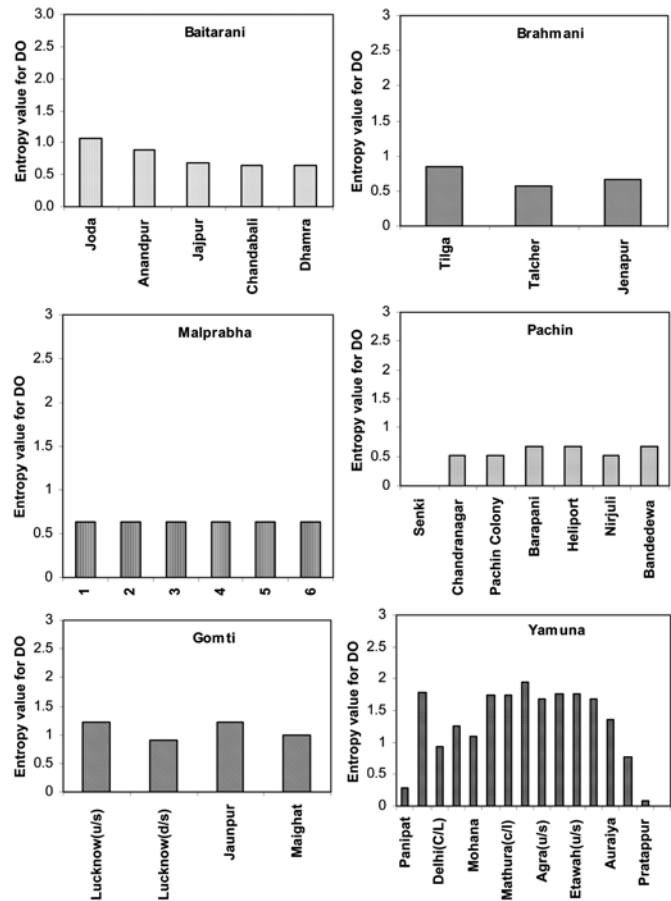 Baitarani
Entropy value for DO
3.0
2.5
2.0
1.5
1.0
0.5
0.0
Joda
Anandpur
Jajpur
Chandabali
Dhamra
Brahmani
Entropy value for DO
3
2.5
2
1.5
1
0.5
0
Tilga
Talcher
Jenapur
Malprabha
Entropy value for DO
3
2.5
2
1.5
1
0.5
0
1
2
3
4
5
6
Pachin
Entropy value for DO
3
2.5
2
1.5
1
0.5
0
Senki
Chandranagar
Pachin Colony
Barapani
Heliport
Nirjuli
Bandedewa
Gomti
Entropy value for DO
3
2.5
2
1.5
1
0.5
0
Lucknow(u/s)
Lucknow(d/s)
Jaunpur
Maighat
Yamuna
Entropy value for DO
3
2.5
2
1.5
1
0.5
0
Panipat
Delhi(C/L)
Mohana
Mathura(c/l)
Agra(u/s)
Etawah(u/s)
Auraiya
Pratappur